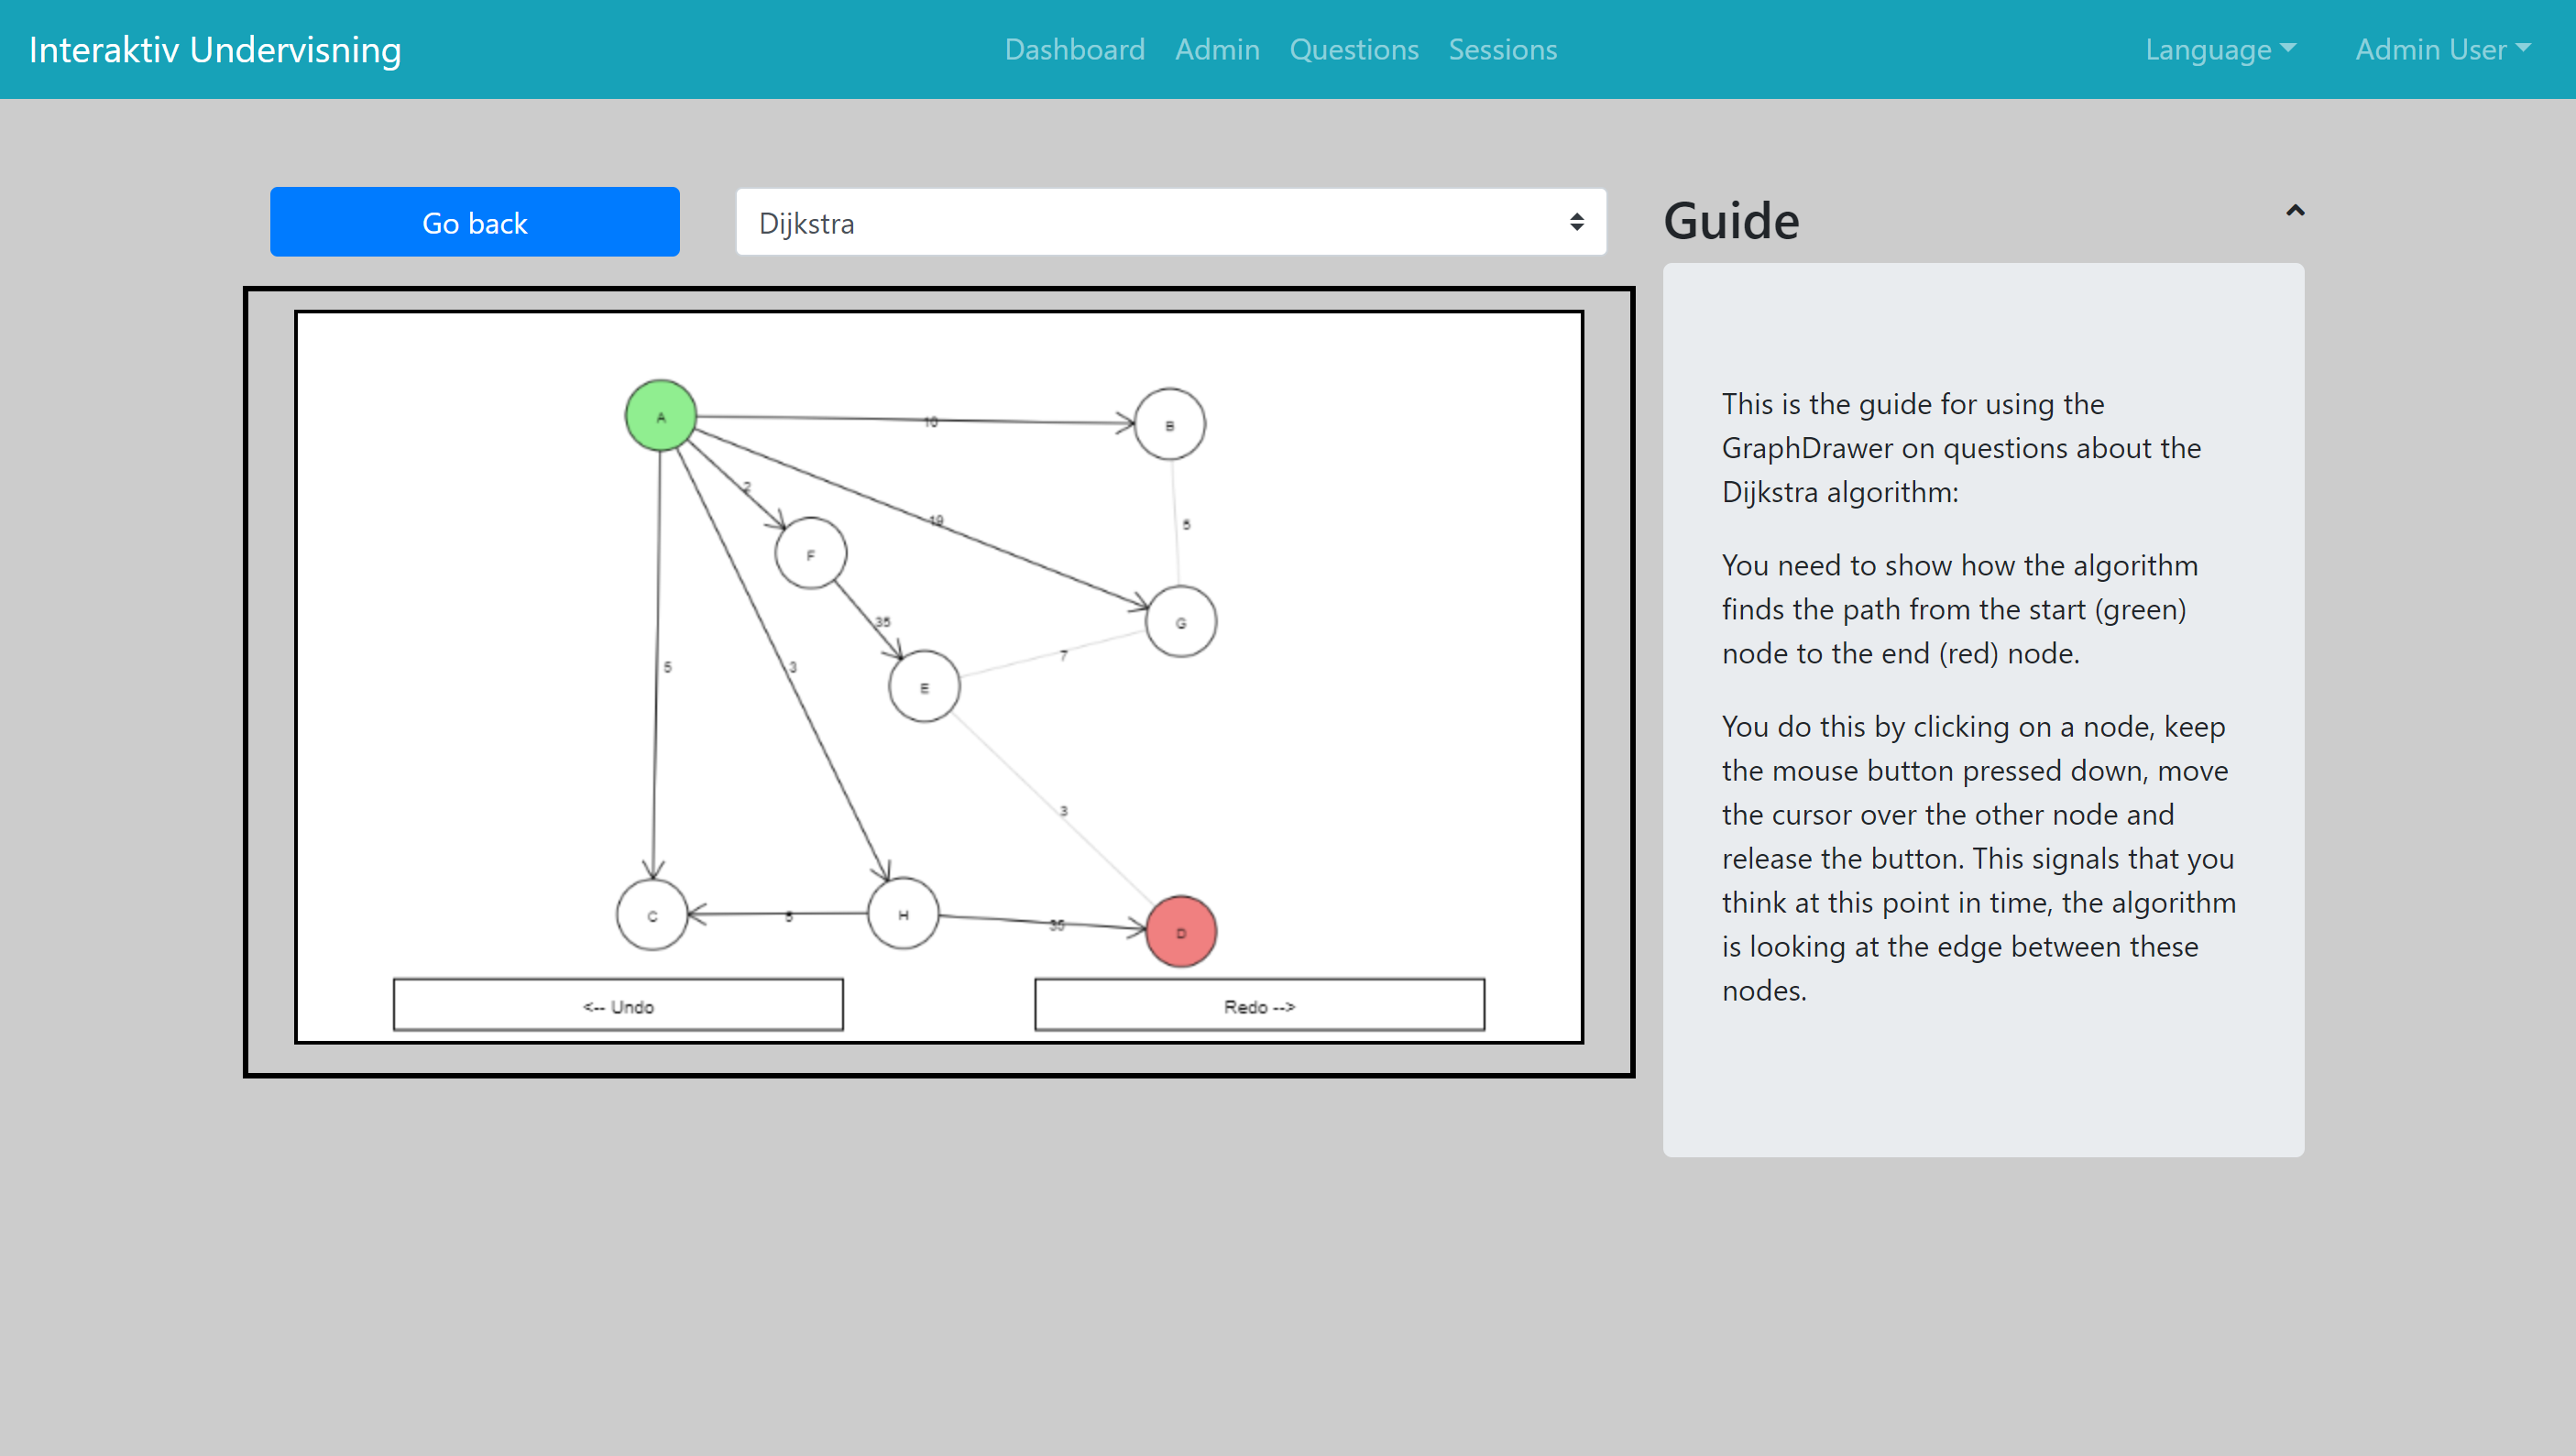 Interaktiv Undervisning
Dashboard Admin Questions Sessions
Language
Admin User
Go back
Dijkstra
Guide
A
10
B
2
19
5
F
35
G
7
E
5
3
3
C
5
H
35
D
<-- Undo
Redo -->
This is the guide for using the
GraphDrawer on questions about the
Dijkstra algorithm:
You need to show how the algorithm
finds the path from the start (green)
node to the end (red) node.
You do this by clicking on a node, keep
the mouse button pressed down, move
the cursor over the other node and
release the button. This signals that you
think at this point in time, the algorithm
is looking at the edge between these
nodes.